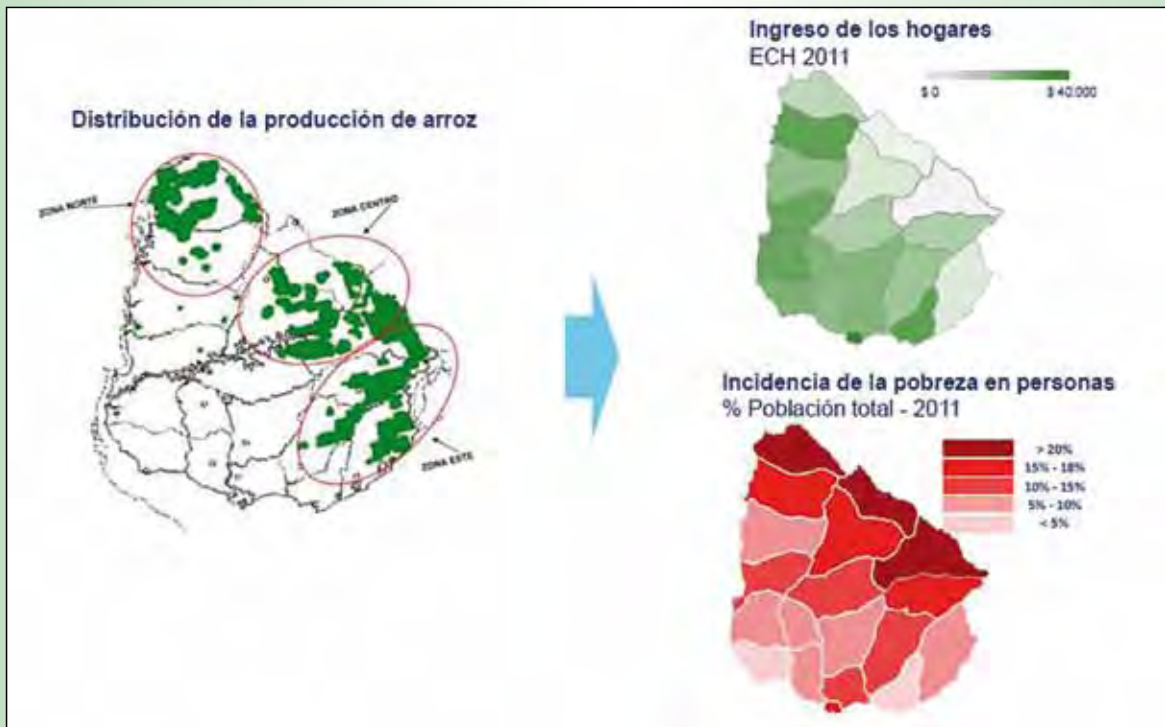 Distribución de la producción de arroz
ZONA NORTE
ZONA CENTRO
ZONA ESTE
Ingreso de los hogares
ECH 2011
$ 0
$ 40.000
Incidencia de la pobreza en personas
% Población total - 2011
> 20%
15% - 18%
10% - 15%
5% - 10%
< 5%